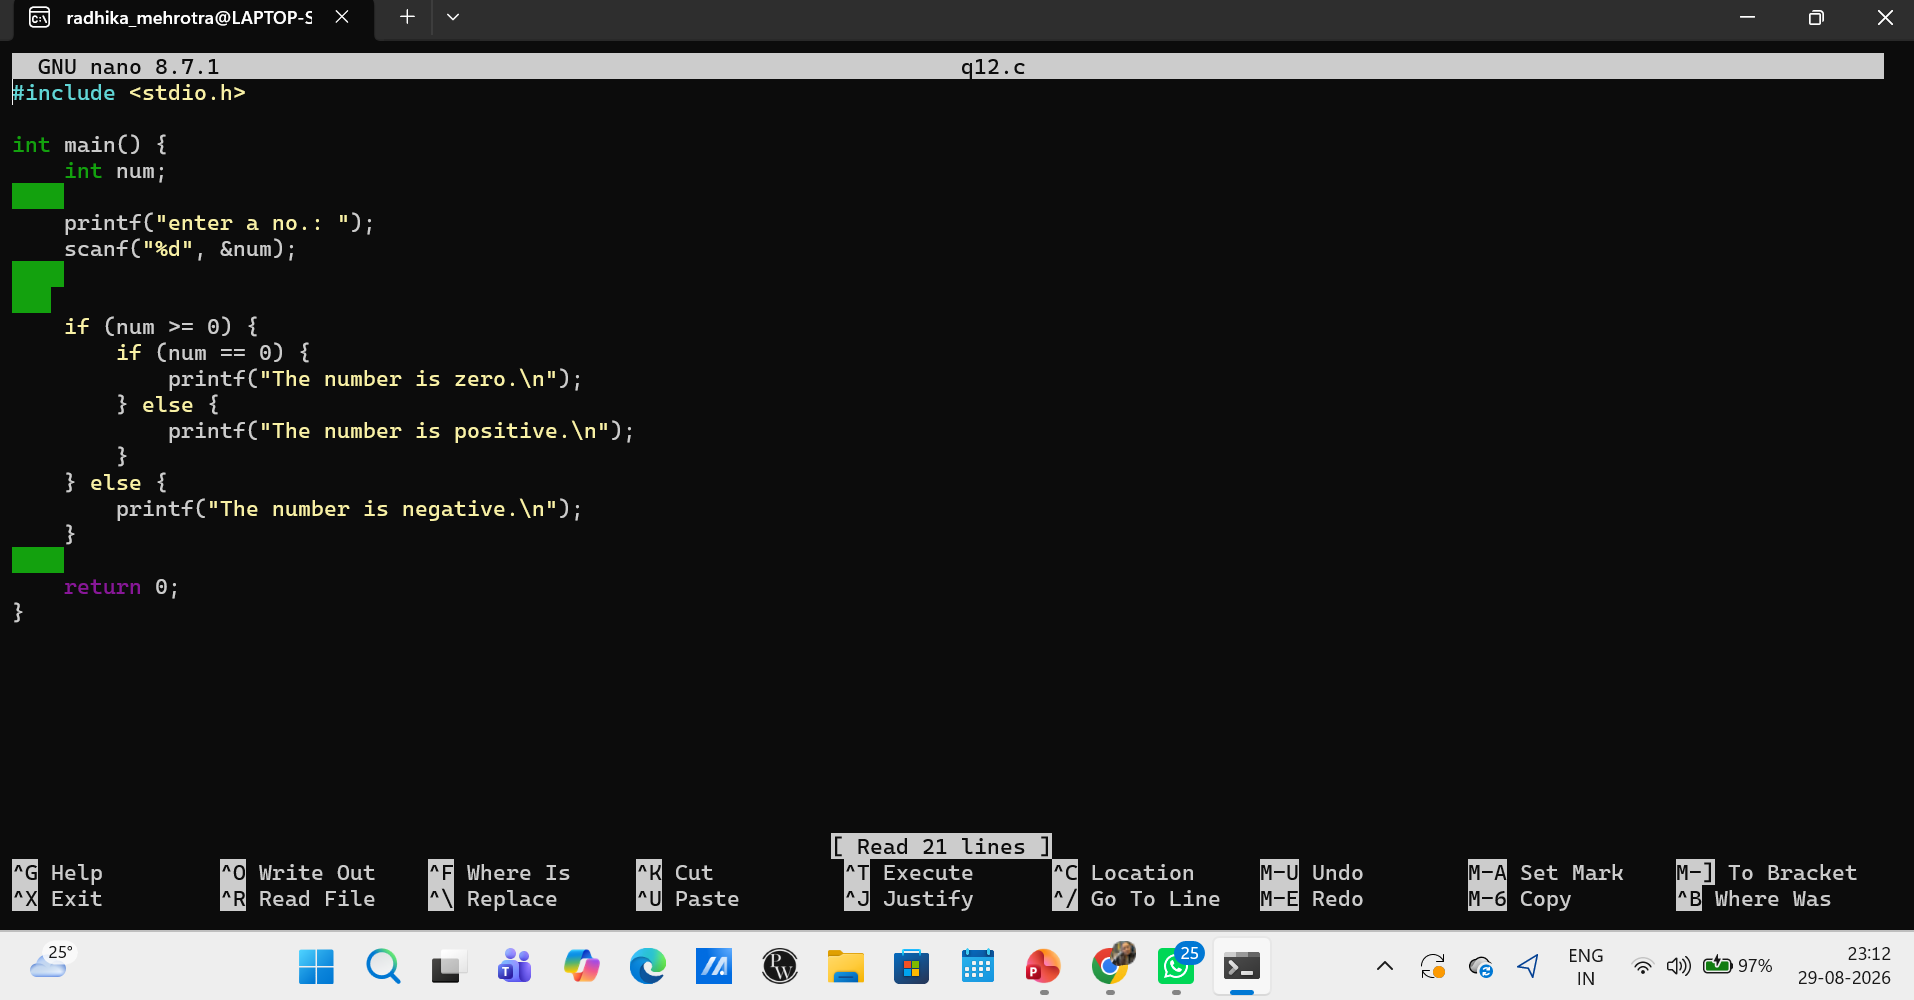 radhika_mehrotra@LAPTOP-S
GNU nano 8.7.1 q12.c
#include <stdio.h>

int main() {
    int num;

    printf("enter a no.: ");
    scanf("%d", &num);


    if (num >= 0) {
        if (num == 0) {
            printf("The number is zero.\n");
        } else {
            printf("The number is positive.\n");
        }
    } else {
        printf("The number is negative.\n");
    }

    return 0;
}
[ Read 21 lines ]
^G Help ^O Write Out ^F Where Is ^K Cut ^T Execute ^C Location M-U Undo M-A Set Mark M-] To Bracket
^X Exit ^R Read File ^\ Replace ^U Paste ^J Justify ^/ Go To Line M-E Redo M-6 Copy ^B Where Was
25°
25
ENG
IN
97%
23:12
29-08-2026